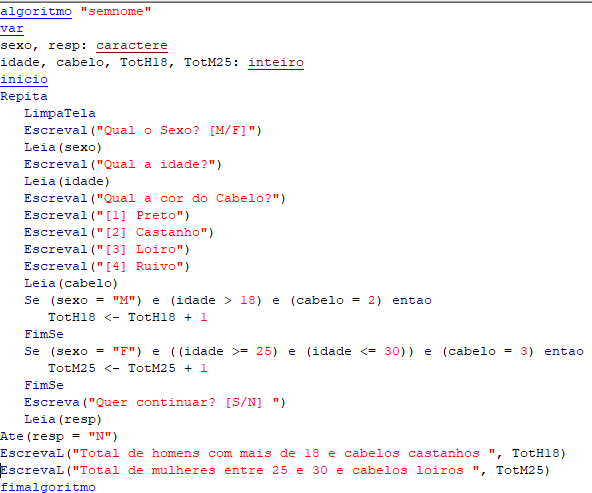 algoritmo "semnome"
var
sexo, resp: caractere
idade, cabelo, TotH18, TotM25: inteiro
inicio
Repita
   LimpaTela
   Escreval("Qual o Sexo? [M/F]")
   Leia(sexo)
   Escreval("Qual a idade?")
   Leia(idade)
   Escreval("Qual a cor do Cabelo?")
   Escreval("[1] Preto")
   Escreval("[2] Castanho")
   Escreval("[3] Loiro")
   Escreval("[4] Ruivo")
   Leia(cabelo)
   Se (sexo = "M") e (idade > 18) e (cabelo = 2) entao
      TotH18 <- TotH18 + 1
   FimSe
   Se (sexo = "F") e ((idade >= 25) e (idade <= 30)) e (cabelo = 3) entao
      TotM25 <- TotM25 + 1
   FimSe
   Escreva("Quer continuar? [S/N] ")
   Leia(resp)
Ate(resp = "N")
EscrevaL("Total de homens com mais de 18 e cabelos castanhos ", TotH18)
EscrevaL("Total de mulheres entre 25 e 30 e cabelos loiros ", TotM25)
fimalgoritmo